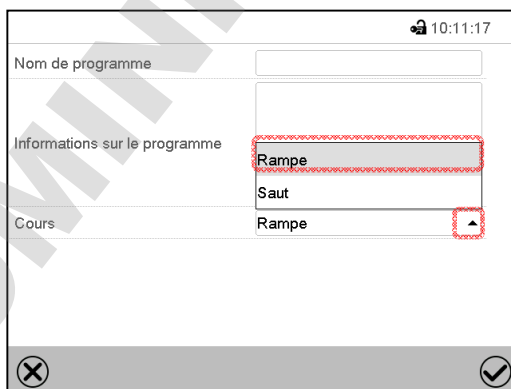 10:11:17
Nom de programme
Informations sur le programme
Rampe
Saut
Cours
Rampe